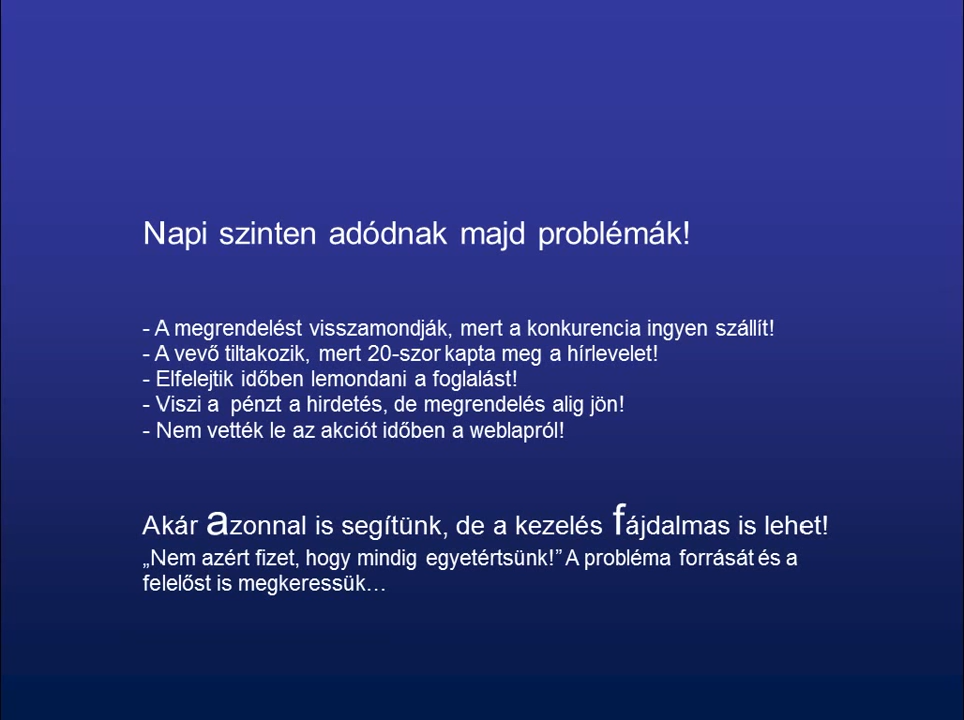 Napi szinten adódnak majd problémák!
- A megrendelést visszamondják, mert a konkurencia ingyen szállít!
- A vevő tiltakozik, mert 20-szor kapta meg a hírlevelet!
- Elfelejtik időben lemondani a foglalást!
- Viszi a  pénzt a hirdetés, de megrendelés alig jön!
- Nem vették le az akciót időben a weblapról!
Akár azonnal is segítünk, de a kezelés fájdalmas is lehet!
„Nem azért fizet, hogy mindig egyetértsünk!” A probléma forrását és a
felelőst is megkeressük…